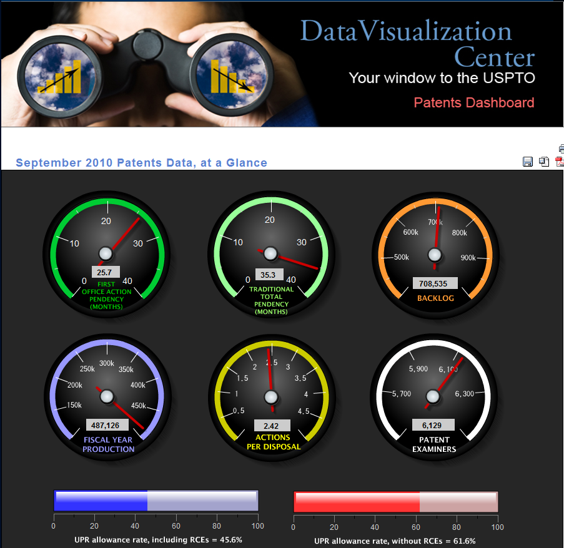 DataVisualization
Center
Your window to the USPTO
Patents Dashboard
September 2010 Patents Data, at a Glance
0 10 20 30 40
25.7
FIRST
OFFICE ACTION
PENDENCY
(MONTHS)
0 10 20 30 40
35.3
TRADITIONAL
TOTAL
PENDENCY
(MONTHS)
500k 600k 700k 800k 900k
708,535
BACKLOG
150k 200k 250k 300k 350k 400k 450k
487,126
FISCAL YEAR
PRODUCTION
0.5 1 1.5 2 2.5 3 3.5 4 4.5
2.42
ACTIONS
PER DISPOSAL
5,700 5,900 6,100 6,300
6,129
PATENT
EXAMINERS
0 20 40 60 80 100
UPR allowance rate, including RCEs = 45.6%
0 20 40 60 80 100
UPR allowance rate, without RCEs = 61.6%